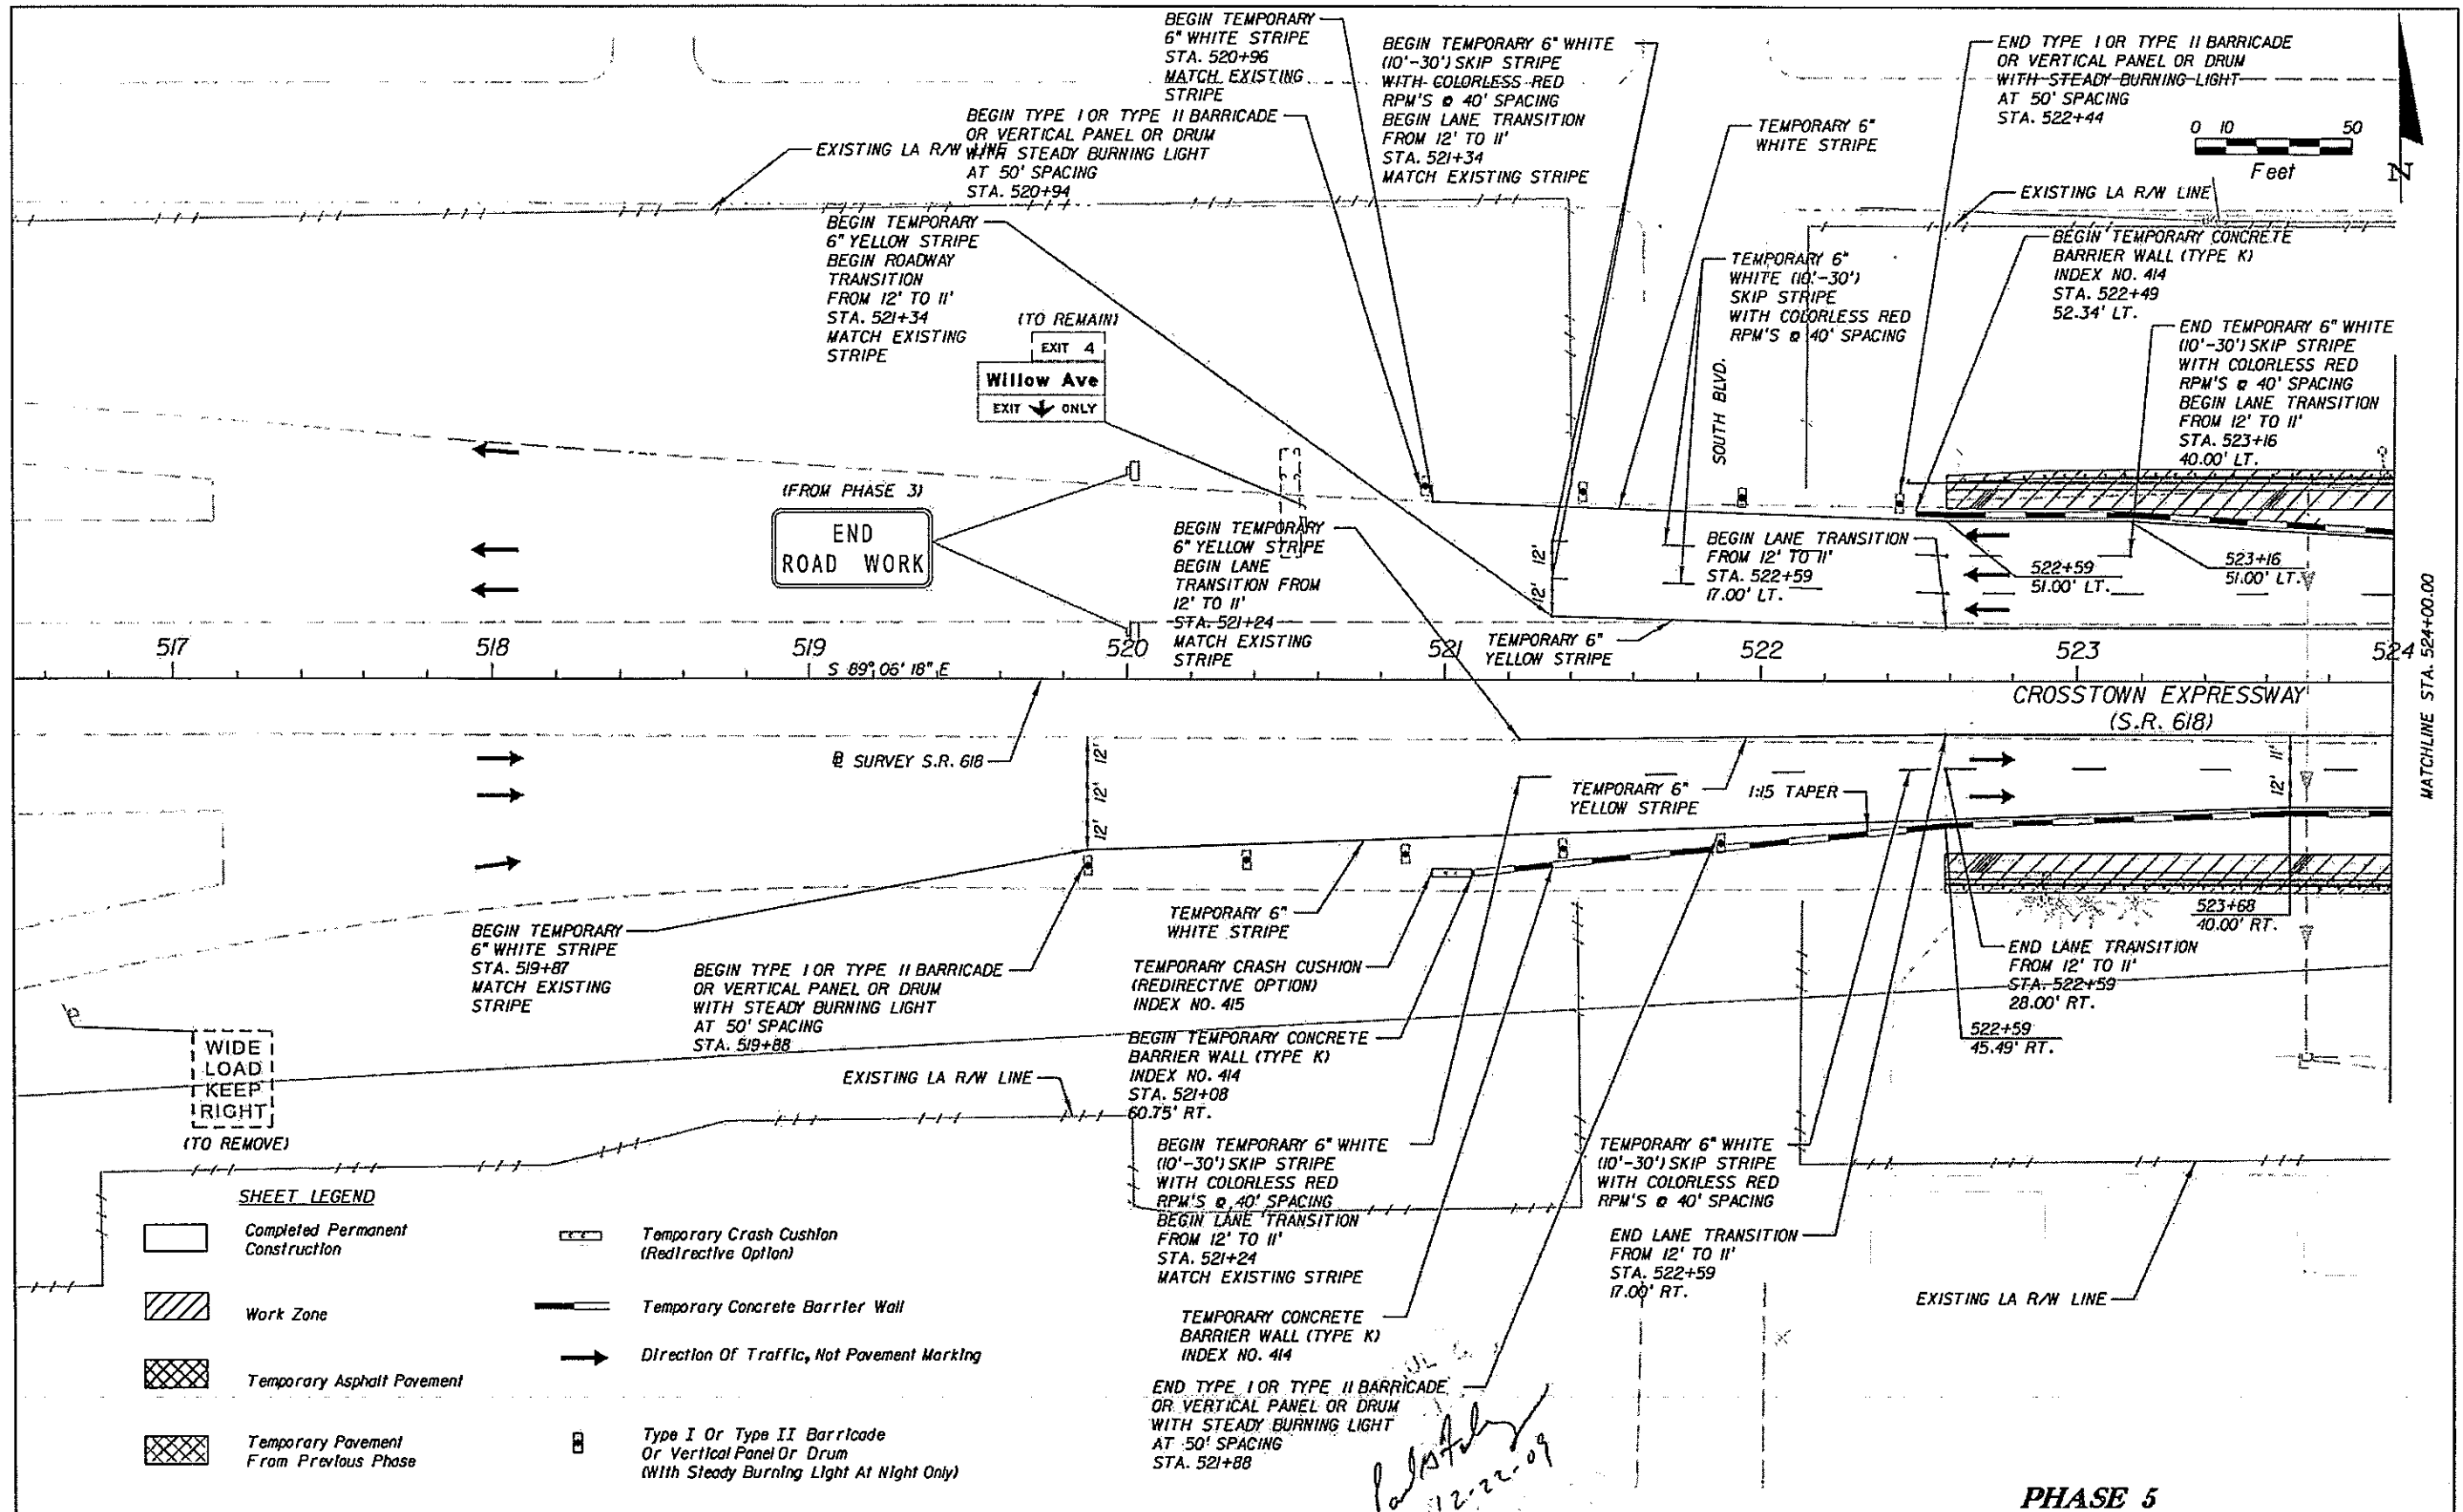 BEGIN TEMPORARY
6" WHITE STRIPE
STA. 520+96
MATCH EXISTING
STRIPE
BEGIN TEMPORARY 6" WHITE
(10'-30') SKIP STRIPE
WITH COLORLESS RED
RPM'S @ 40' SPACING
BEGIN LANE TRANSITION
FROM 12' TO 11'
STA. 521+34
MATCH EXISTING STRIPE
END TYPE I OR TYPE II BARRICADE
OR VERTICAL PANEL OR DRUM
WITH STEADY BURNING LIGHT
AT 50' SPACING
STA. 522+44
0 10 50
Feet
N
BEGIN TYPE I OR TYPE II BARRICADE
OR VERTICAL PANEL OR DRUM
WITH STEADY BURNING LIGHT
AT 50' SPACING
STA. 520+94
EXISTING LA R/W LINE
TEMPORARY 6"
WHITE STRIPE
EXISTING LA R/W LINE
BEGIN TEMPORARY
6" YELLOW STRIPE
BEGIN ROADWAY
TRANSITION
FROM 12' TO 11'
STA. 521+34
MATCH EXISTING
STRIPE
(TO REMAIN)
EXIT 4
Willow Ave
EXIT ONLY
TEMPORARY 6"
WHITE (10'-30')
SKIP STRIPE
WITH COLORLESS RED
RPM'S @ 40' SPACING
SOUTH BLVD.
BEGIN TEMPORARY CONCRETE
BARRIER WALL (TYPE K)
INDEX NO. 414
STA. 522+49
52.34' LT.
END TEMPORARY 6" WHITE
(10'-30') SKIP STRIPE
WITH COLORLESS RED
RPM'S @ 40' SPACING
BEGIN LANE TRANSITION
FROM 12' TO 11'
STA. 523+16
40.00' LT.
(FROM PHASE 3)
END
ROAD WORK
BEGIN TEMPORARY
6" YELLOW STRIPE
BEGIN LANE
TRANSITION FROM
12' TO 11'
STA. 521+24
MATCH EXISTING
STRIPE
12'
12'
BEGIN LANE TRANSITION
FROM 12' TO 11'
STA. 522+59
17.00' LT.
522+59
51.00' LT.
523+16
51.00' LT.
TEMPORARY 6"
YELLOW STRIPE
517 518 519 520 521 522 523 524
S 89° 06' 18" E
MATCHLINE STA. 524+00.00
CROSSTOWN EXPRESSWAY
(S.R. 618)
SURVEY S.R. 618
12'
12'
12'
TEMPORARY 6"
YELLOW STRIPE
1:15 TAPER
11'
12'
BEGIN TEMPORARY
6" WHITE STRIPE
STA. 519+87
MATCH EXISTING
STRIPE
BEGIN TYPE I OR TYPE II BARRICADE
OR VERTICAL PANEL OR DRUM
WITH STEADY BURNING LIGHT
AT 50' SPACING
STA. 519+88
TEMPORARY 6"
WHITE STRIPE
TEMPORARY CRASH CUSHION
(REDIRECTIVE OPTION)
INDEX NO. 415
523+68
40.00' RT.
END LANE TRANSITION
FROM 12' TO 11'
STA. 522+59
28.00' RT.
522+59
45.49' RT.
WIDE
LOAD
KEEP
RIGHT
(TO REMOVE)
EXISTING LA R/W LINE
BEGIN TEMPORARY CONCRETE
BARRIER WALL (TYPE K)
INDEX NO. 414
STA. 521+08
60.75' RT.
BEGIN TEMPORARY 6" WHITE
(10'-30') SKIP STRIPE
WITH COLORLESS RED
RPM'S @ 40' SPACING
BEGIN LANE TRANSITION
FROM 12' TO 11'
STA. 521+24
MATCH EXISTING STRIPE
TEMPORARY 6" WHITE
(10'-30') SKIP STRIPE
WITH COLORLESS RED
RPM'S @ 40' SPACING
END LANE TRANSITION
FROM 12' TO 11'
STA. 522+59
17.00' RT.
EXISTING LA R/W LINE
TEMPORARY CONCRETE
BARRIER WALL (TYPE K)
INDEX NO. 414
END TYPE I OR TYPE II BARRICADE
OR VERTICAL PANEL OR DRUM
WITH STEADY BURNING LIGHT
AT 50' SPACING
STA. 521+88
12-22-09
SHEET LEGEND
Completed Permanent
Construction
Work Zone
Temporary Asphalt Pavement
Temporary Pavement
From Previous Phase
Temporary Crash Cushion
(Redirective Option)
Temporary Concrete Barrier Wall
Direction Of Traffic, Not Pavement Marking
Type I Or Type II Barricade
Or Vertical Panel Or Drum
(With Steady Burning Light At Night Only)
PHASE 5